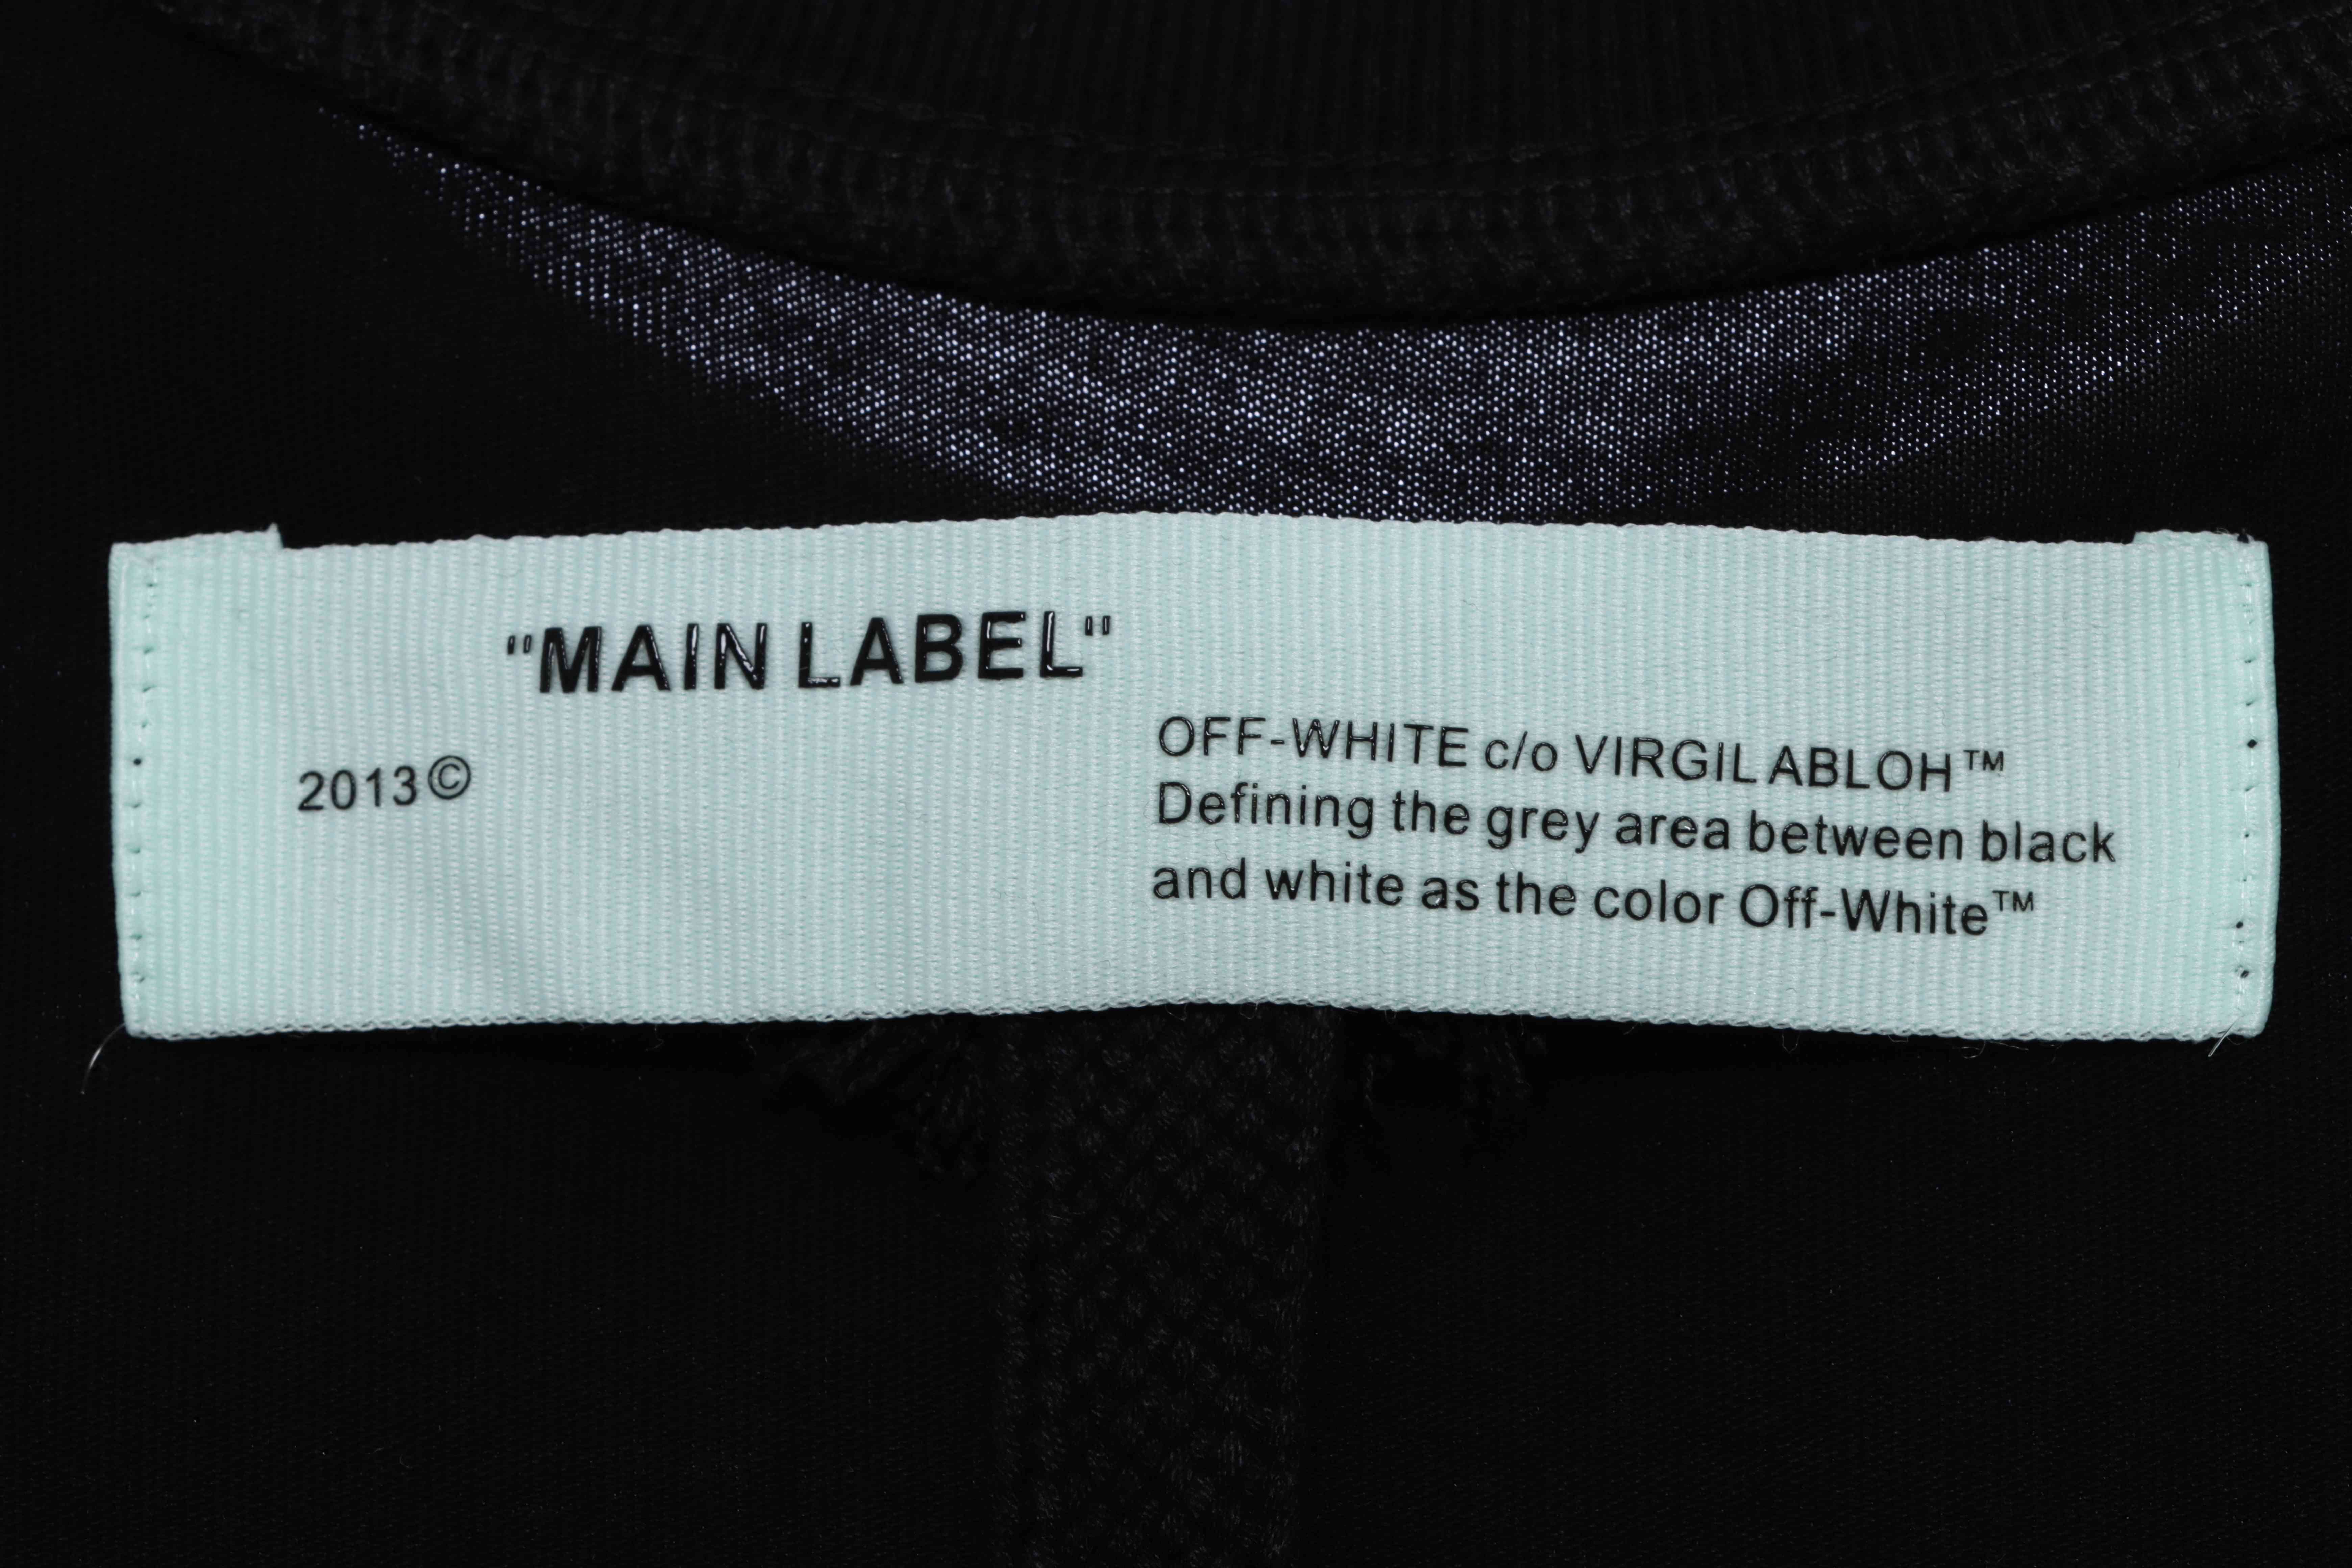 "MAIN LABEL"
2013©
OFF-WHITE c/o VIRGIL ABLOH™
Defining the grey area between black
and white as the color Off-White™